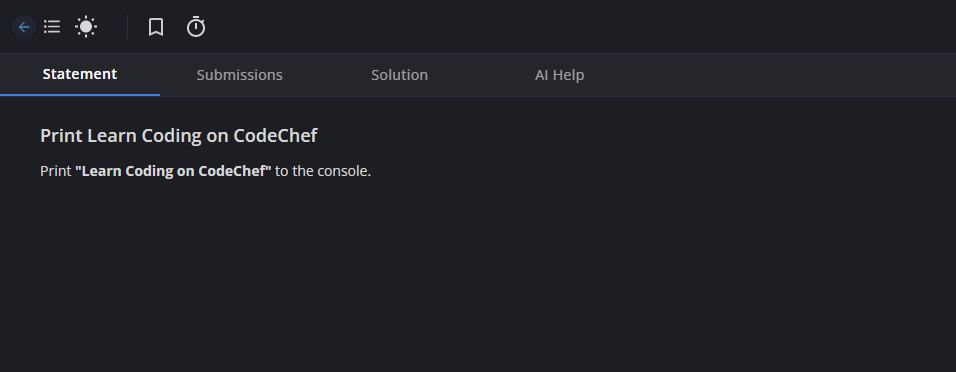 Statement Submissions Solution AI Help
Print Learn Coding on CodeChef
Print "Learn Coding on CodeChef" to the console.